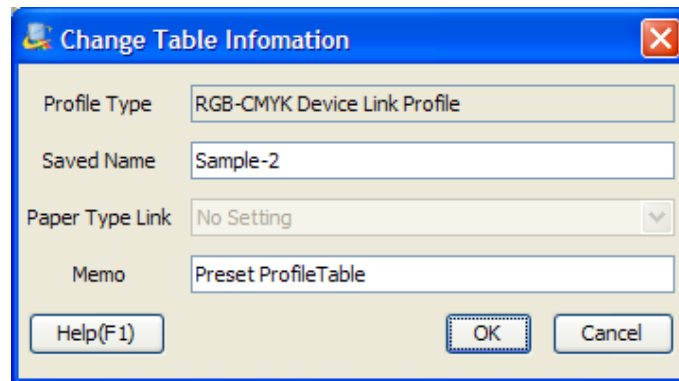 Change Table Infomation
Profile Type RGB-CMYK Device Link Profile
Saved Name Sample-2
Paper Type Link No Setting
Memo Preset ProfileTable
Help(F1) OK Cancel